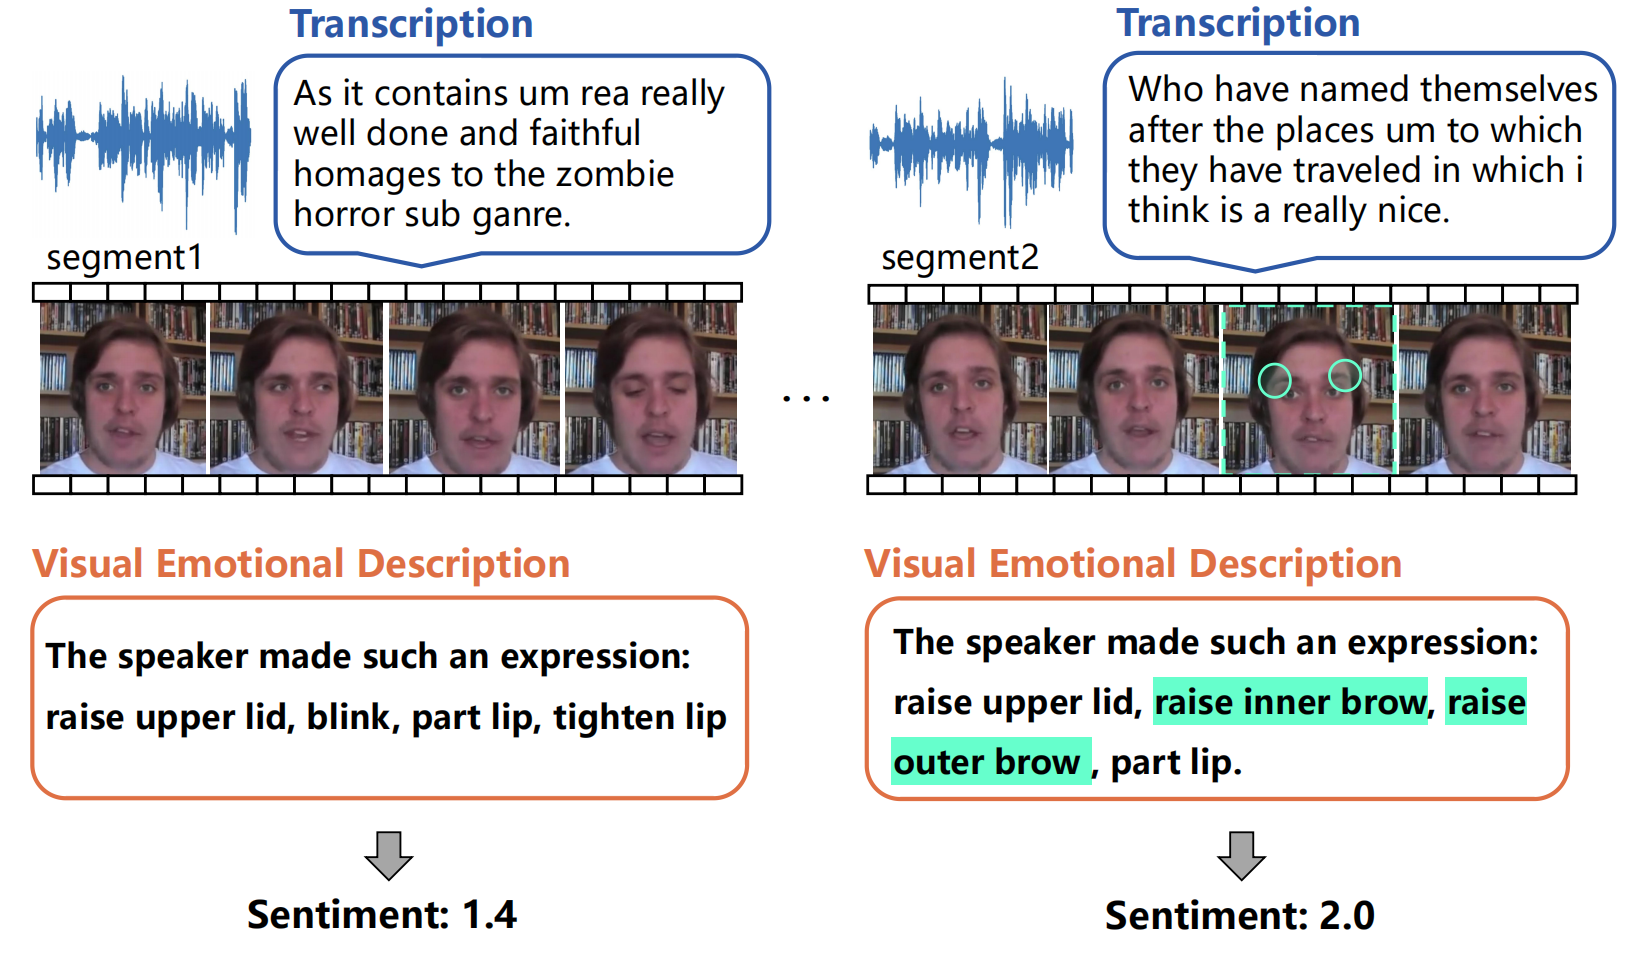 Transcription
As it contains um rea really
well done and faithful
homages to the zombie
horror sub ganre.
segment1
Visual Emotional Description
The speaker made such an expression:
raise upper lid, blink, part lip, tighten lip
Sentiment: 1.4
...
Transcription
Who have named themselves
after the places um to which
they have traveled in which i
think is a really nice.
segment2
Visual Emotional Description
The speaker made such an expression:
raise upper lid, raise inner brow, raise
outer brow , part lip.
Sentiment: 2.0